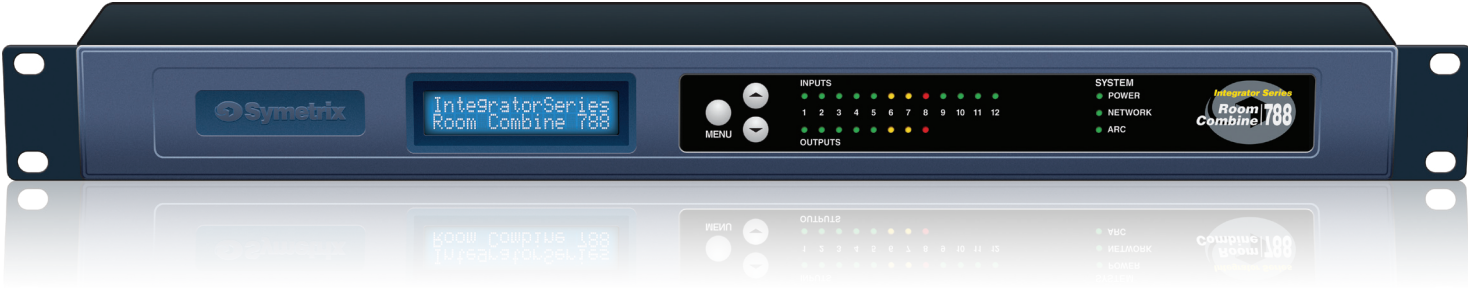 Symetrix
IntegratorSeries
Room Combine 788
MENU
INPUTS
1 2 3 4 5 6 7 8 9 10 11 12
OUTPUTS
SYSTEM
POWER
NETWORK
ARC
Integrator Series
Room
Combine 788